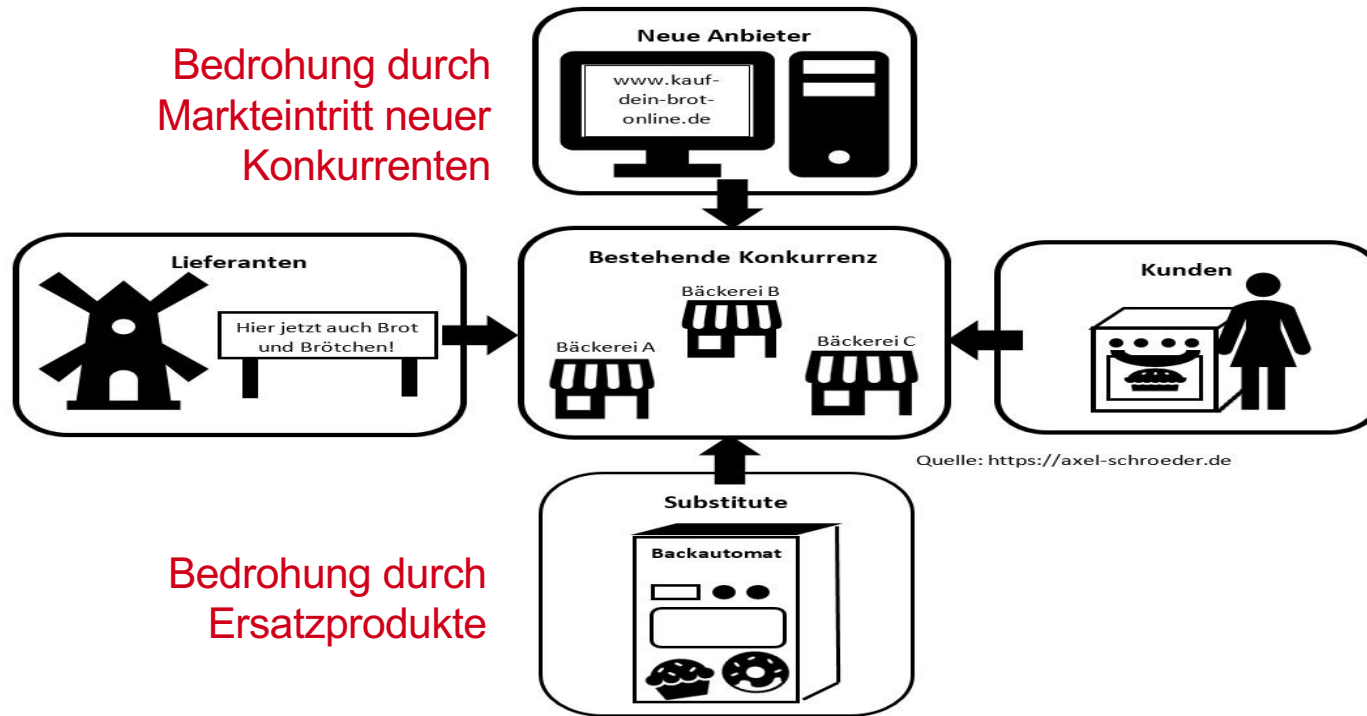 Bedrohung durch
Markteintritt neuer
Konkurrenten
Neue Anbieter
www.kauf-
dein-brot-
online.de
Lieferanten
Hier jetzt auch Brot
und Brötchen!
Bestehende Konkurrenz
Bäckerei A
Bäckerei B
Bäckerei C
Kunden
Quelle: https://axel-schroeder.de
Bedrohung durch
Ersatzprodukte
Substitute
Backautomat